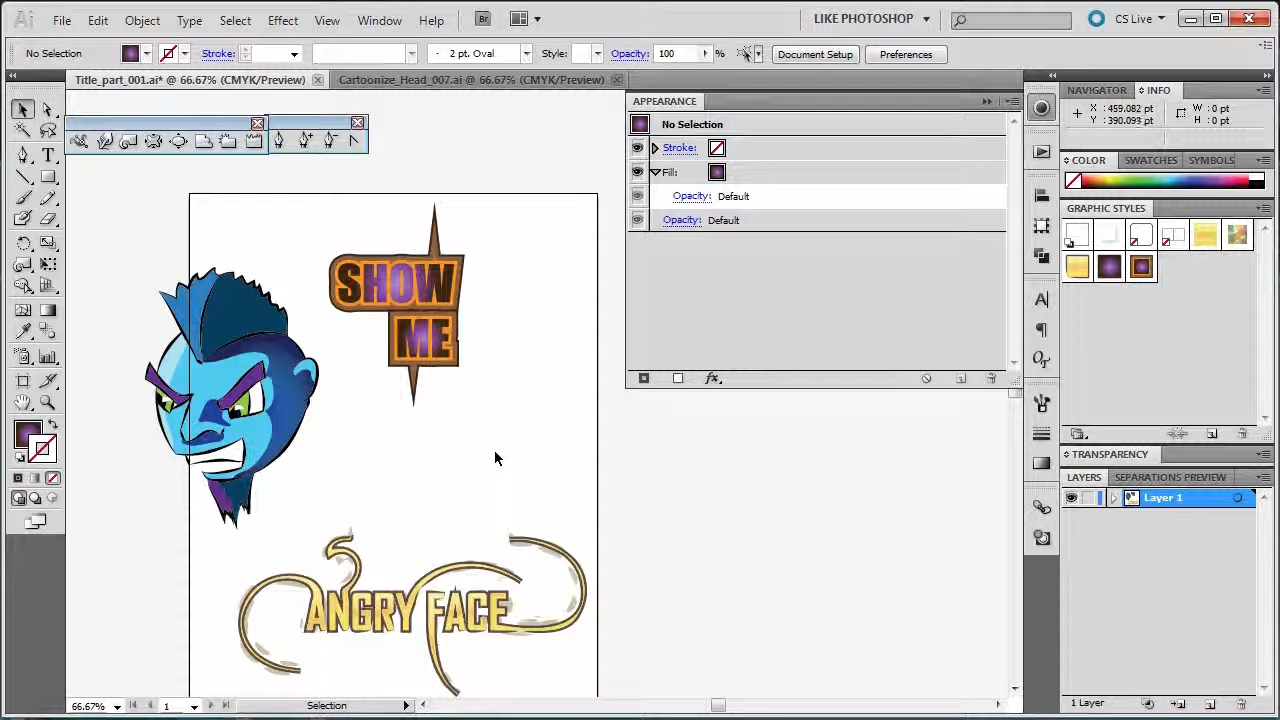 Ai File Edit Object Type Select Effect View Window Help Br LIKE PHOTOSHOP CS Live
No Selection Stroke: 2 pt. Oval Style: Opacity: 100 % Document Setup Preferences
Title_part_001.ai* @ 66.67% (CMYK/Preview) Cartoonize_Head_007.ai @ 66.67% (CMYK/Preview)
APPEARANCE
No Selection
Stroke:
Fill:
Opacity: Default
Opacity: Default
fx
NAVIGATOR INFO
X: 459.082 pt
Y: 390.093 pt
W: 0 pt
H: 0 pt
COLOR SWATCHES SYMBOLS
GRAPHIC STYLES
TRANSPARENCY
LAYERS SEPARATIONS PREVIEW
Layer 1
1 Layer
SHOW
ME
ANGRY FACE
66.67% 1 Selection